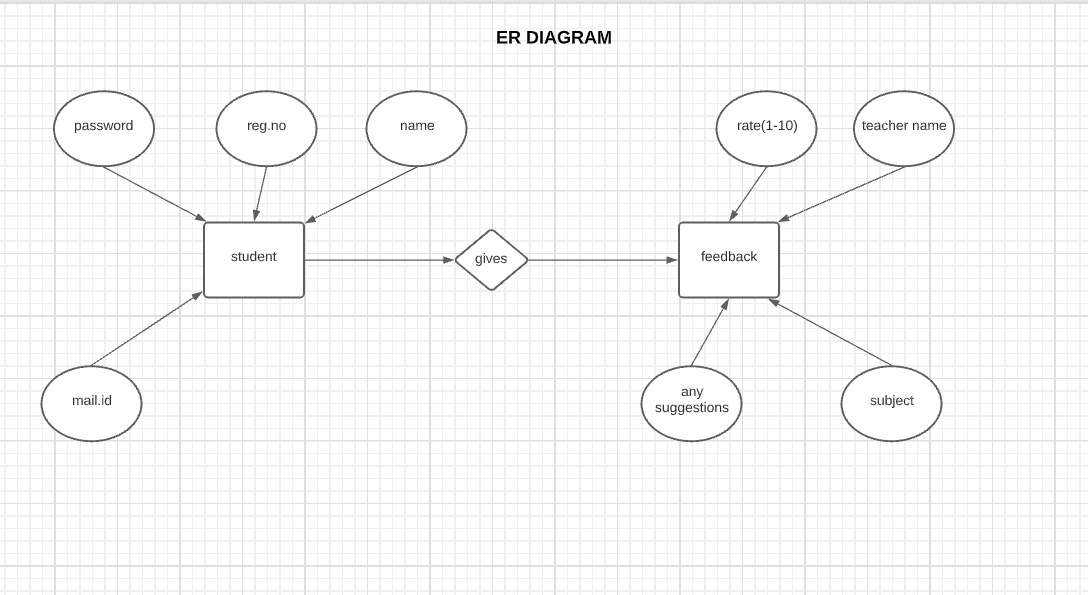 ER DIAGRAM
password
reg.no
name
rate(1-10)
teacher name
student
gives
feedback
mail.id
any
suggestions
subject